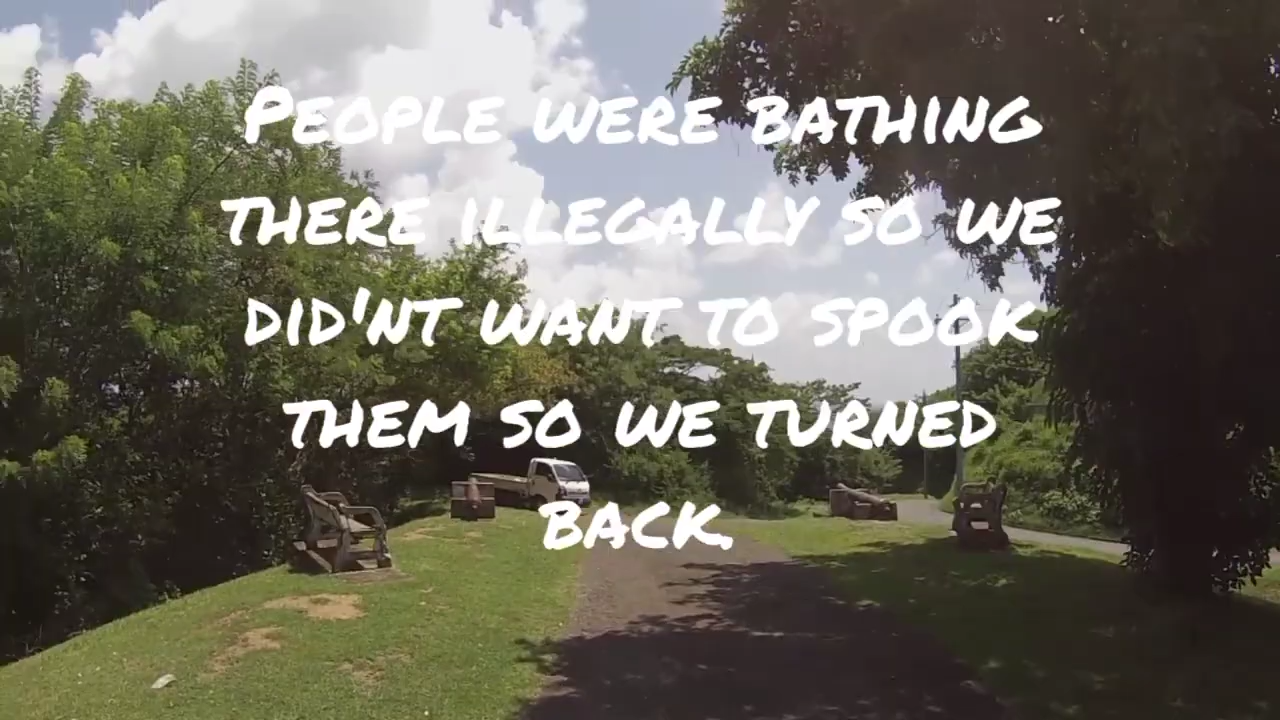 People were bathing
there illegally so we
did'nt want to spook
them so we turned
back.